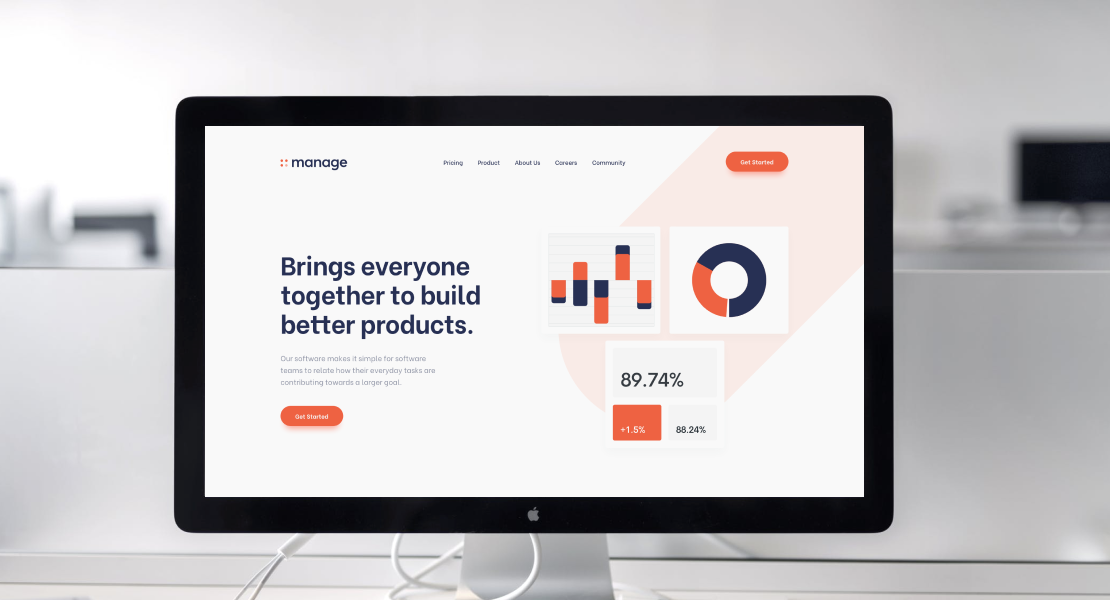 manage
Pricing Product About Us Careers Community
Get Started
Brings everyone
together to build
better products.
Our software makes it simple for software
teams to relate how their everyday tasks are
contributing towards a larger goal.
Get Started
89.74%
+1.5%
88.24%